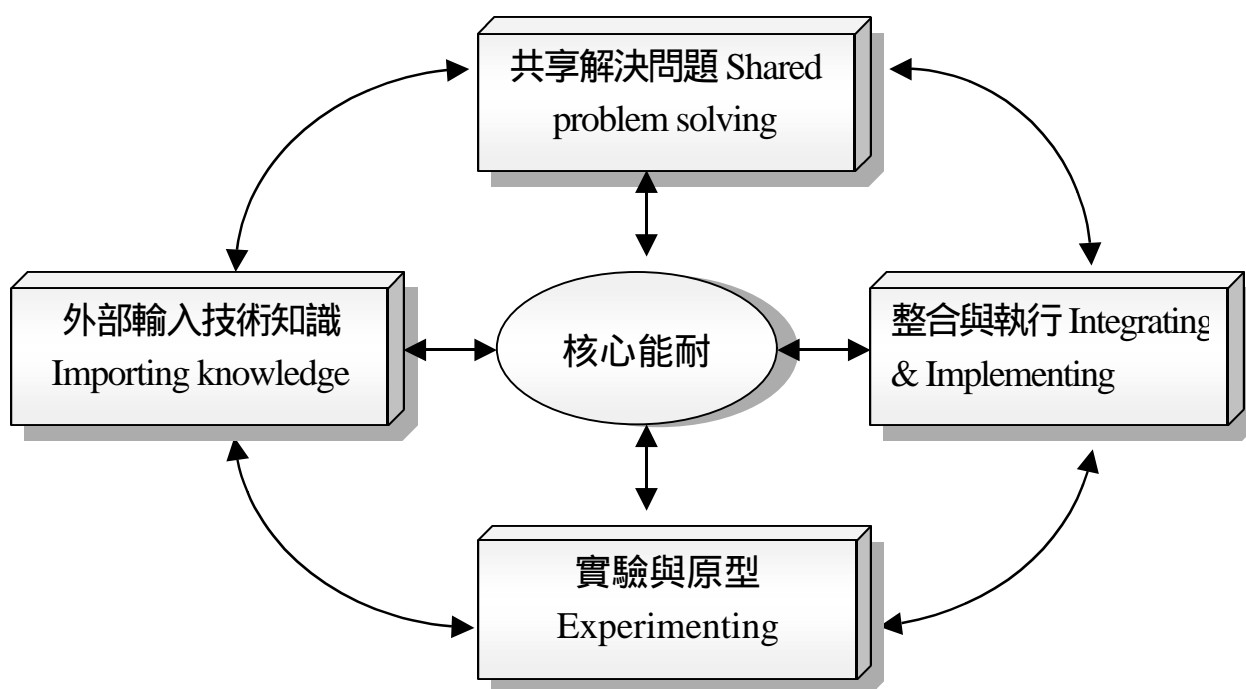 共享解決問題 Shared
problem solving
外部輸入技術知識
Importing knowledge
核心能耐
整合與執行 Integrating
& Implementing
實驗與原型
Experimenting